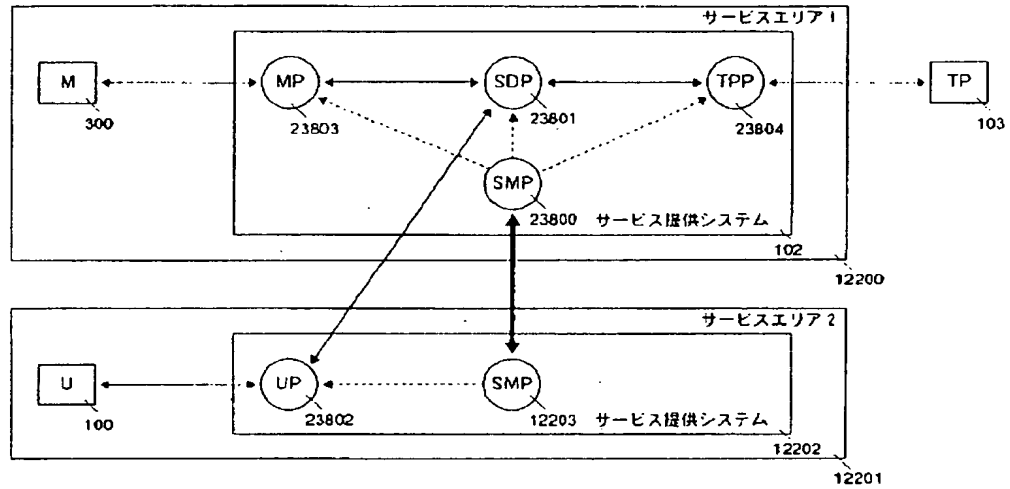 サービスエリア 1
M
MP
SDP
TPP
TP
300
23803
23801
23804
103
SMP
23800
サービス提供システム
102
12200
サービスエリア 2
U
UP
SMP
100
23802
12203
サービス提供システム
12202
12201